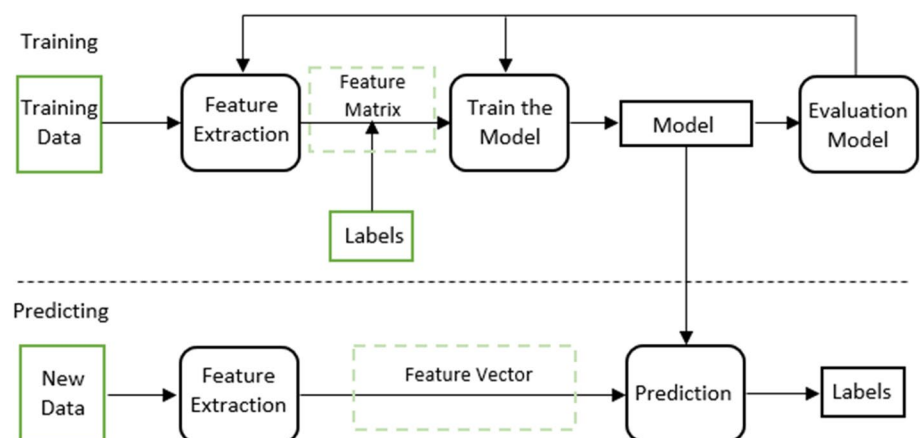 Training
Training
Data
Feature
Extraction
Feature
Matrix
Train the
Model
Model
Evaluation
Model
Labels
Predicting
New
Data
Feature
Extraction
Feature Vector
Prediction
Labels